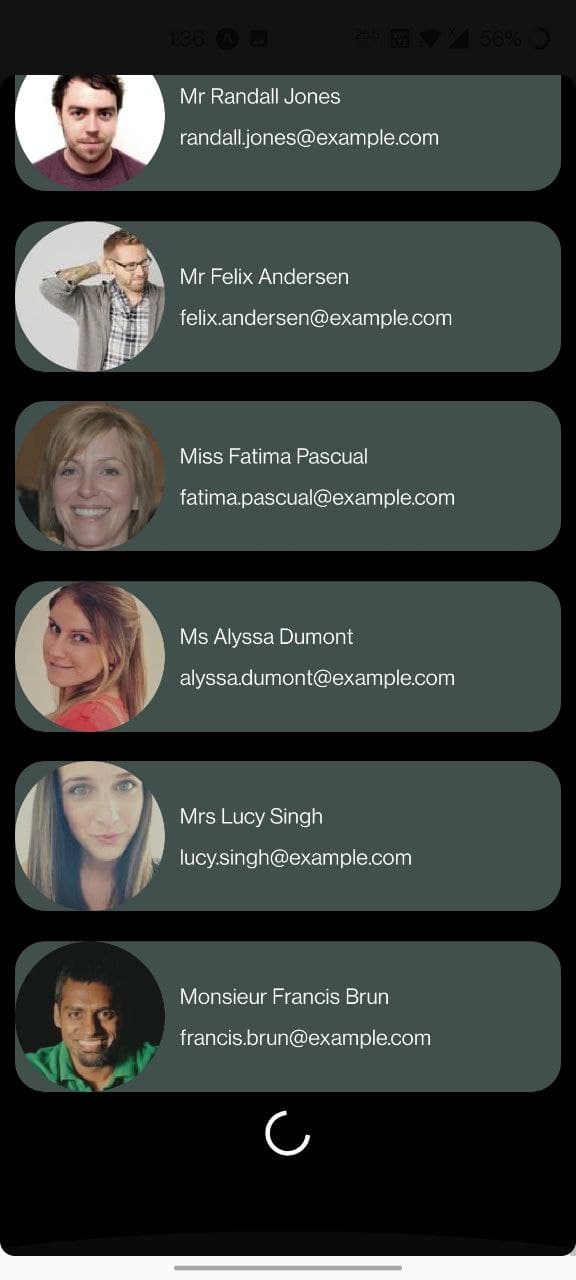 1:36
56%
Mr Randall Jones
randall.jones@example.com
Mr Felix Andersen
felix.andersen@example.com
Miss Fatima Pascual
fatima.pascual@example.com
Ms Alyssa Dumont
alyssa.dumont@example.com
Mrs Lucy Singh
lucy.singh@example.com
Monsieur Francis Brun
francis.brun@example.com